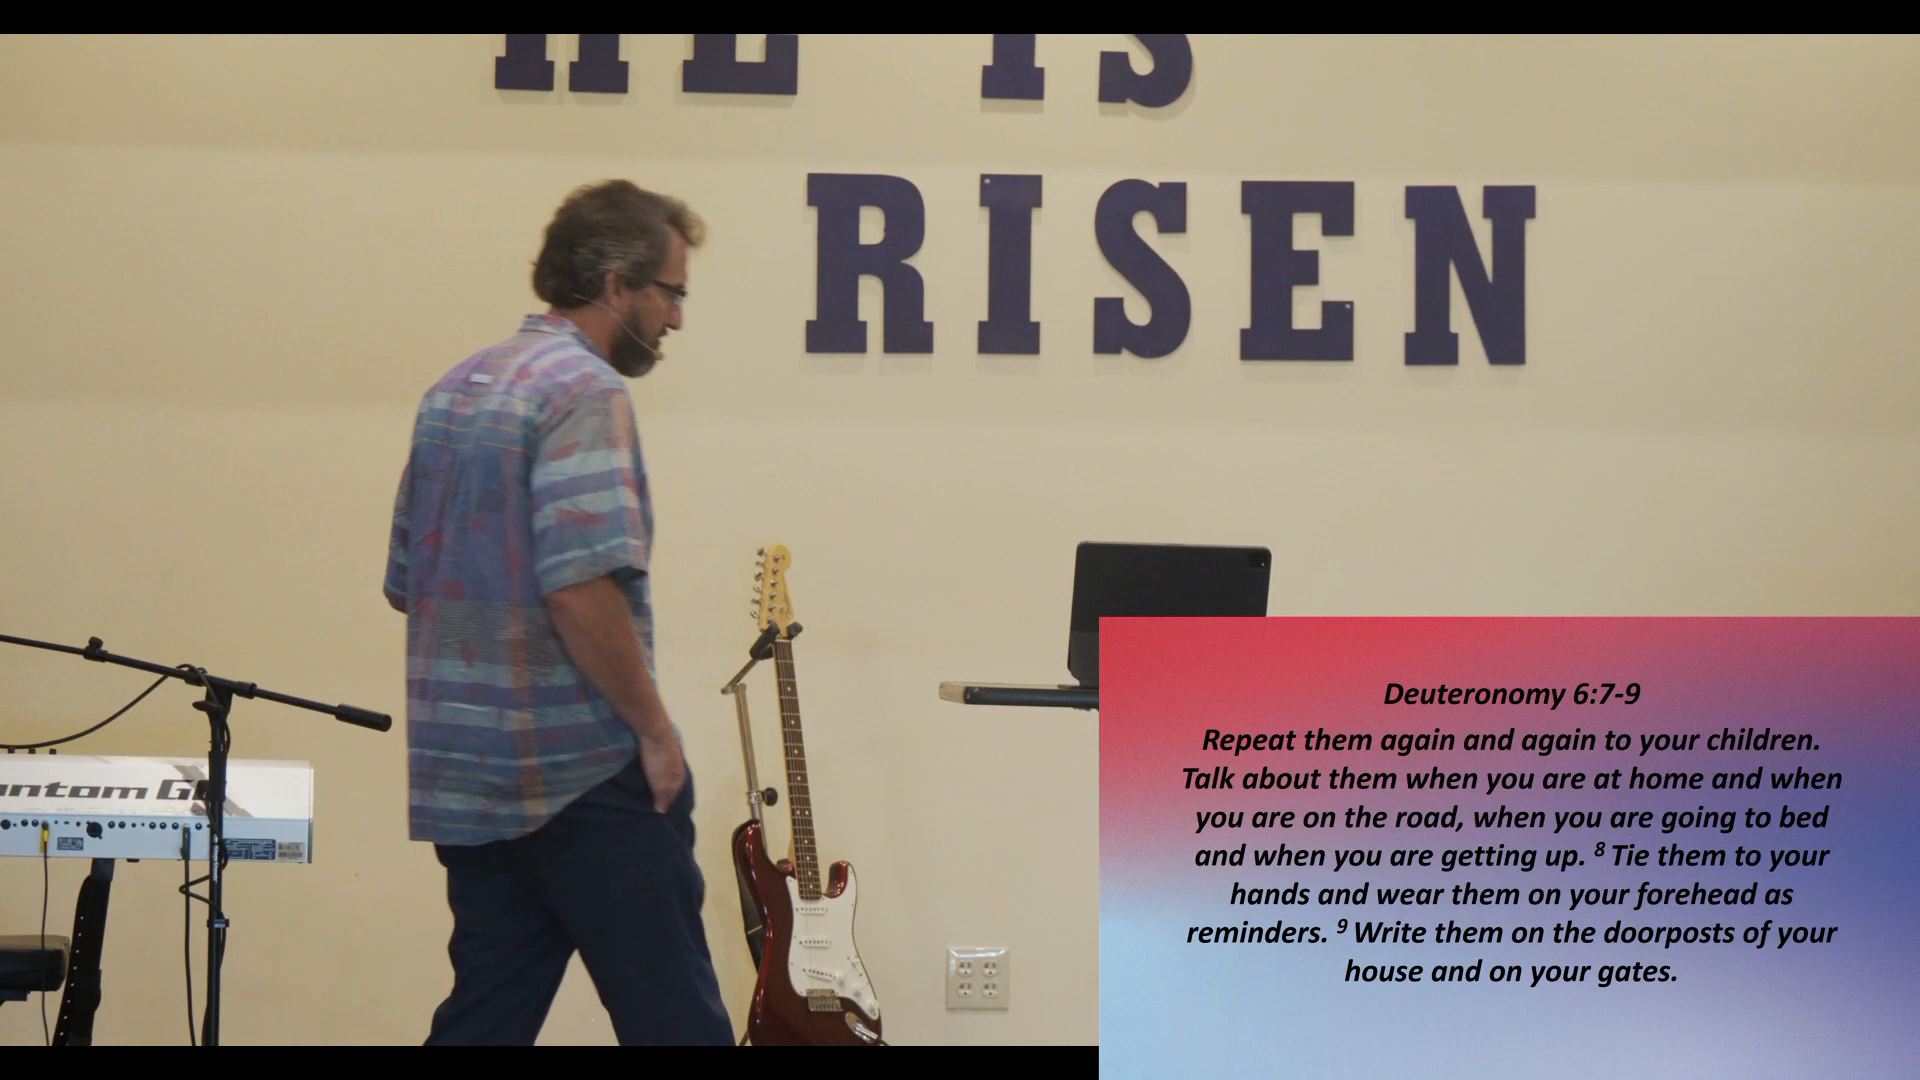 HE IS
RISEN
antom G
Deuteronomy 6:7-9
Repeat them again and again to your children.
Talk about them when you are at home and when
you are on the road, when you are going to bed
and when you are getting up. ⁸ Tie them to your
hands and wear them on your forehead as
reminders. ⁹ Write them on the doorposts of your
house and on your gates.